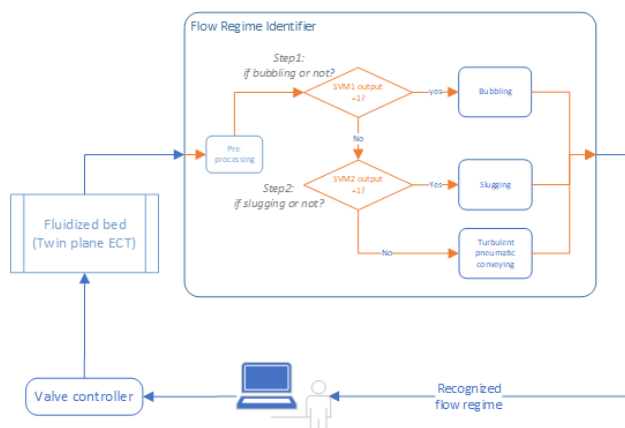 Flow Regime Identifier
Step1:
if bubbling or not?
SVM1 output
=1?
yes
Bubbling
No
Pre-
processing
SVM2 output
=1?
Yes
Slugging
Step2:
if slugging or not?
No
Turbulent
pneumatic
conveying
Fluidized bed
(Twin plane ECT)
Valve controller
Recognized
flow regime